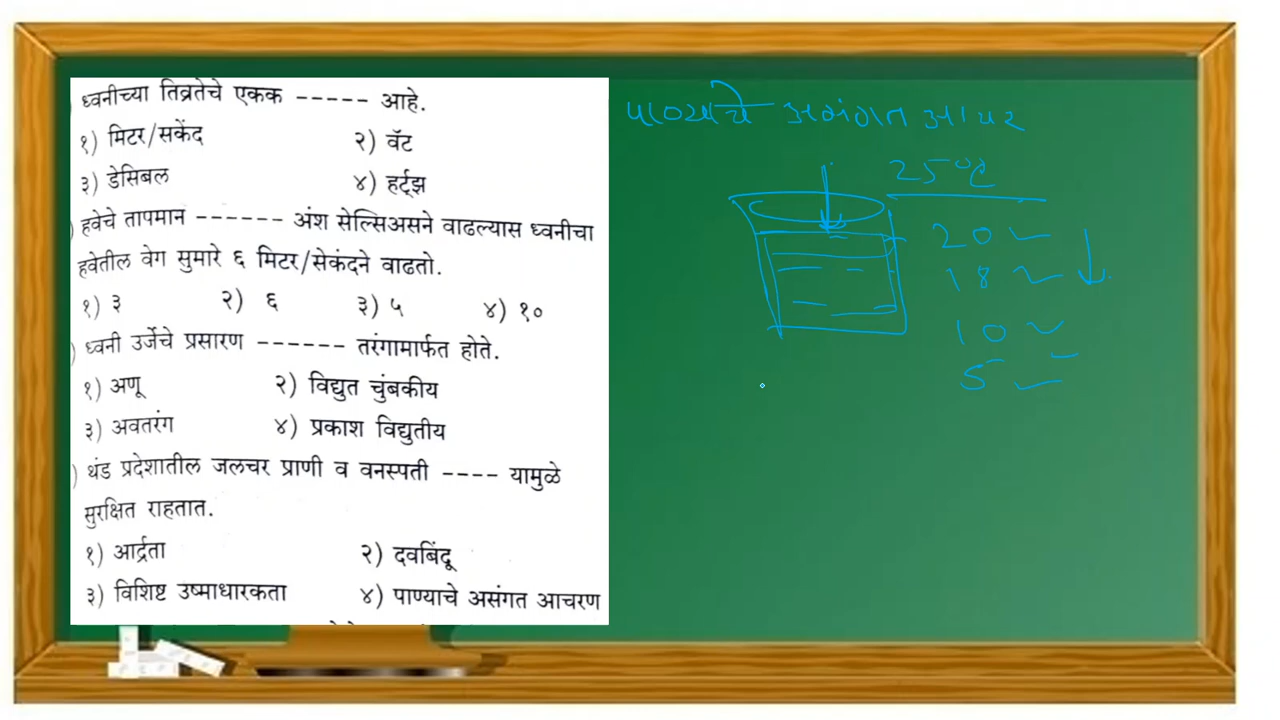 ध्वनीच्या तिव्रतेचे एकक ----- आहे.
१) मिटर/सकेंद २) वॅट
३) डेसिबल ४) हर्ट्झ
हवेचे तापमान ------ अंश सेल्सिअसने वाढल्यास ध्वनीचा
हवेतील वेग सुमारे ६ मिटर/सेकंदने वाढतो.
१) ३ २) ६ ३) ५ ४) १०
ध्वनी उर्जेचे प्रसारण ------ तरंगामार्फत होते.
१) अणू २) विद्युत चुंबकीय
३) अवतरंग ४) प्रकाश विद्युतीय
थंड प्रदेशातील जलचर प्राणी व वनस्पती ---- यामुळे
सुरक्षित राहतात.
१) आर्द्रता २) दवबिंदू
३) विशिष्ट उष्माधारकता ४) पाण्याचे असंगत आचरण
पाण्याचे असंगत आचर
25°C
20
18
10
5